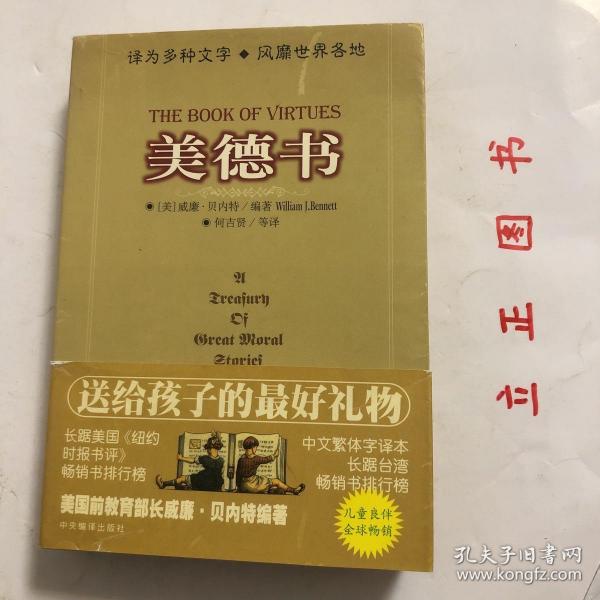 译为多种文字◆风靡世界各地
THE BOOK OF VIRTUES
美德书
[美]威廉·贝内特/编著 William J.Bennett
何吉贤/等译
A
Treasury
Of
Great Moral
Stories
送给孩子的最好礼物
长踞美国《纽约
时报书评》
畅销书排行榜
中文繁体字译本
长踞台湾
畅销书排行榜
美国前教育部长威廉·贝内特编著
中央编译出版社
儿童良伴
全球畅销
立正图书
孔夫子旧书网
www.kongfz.com